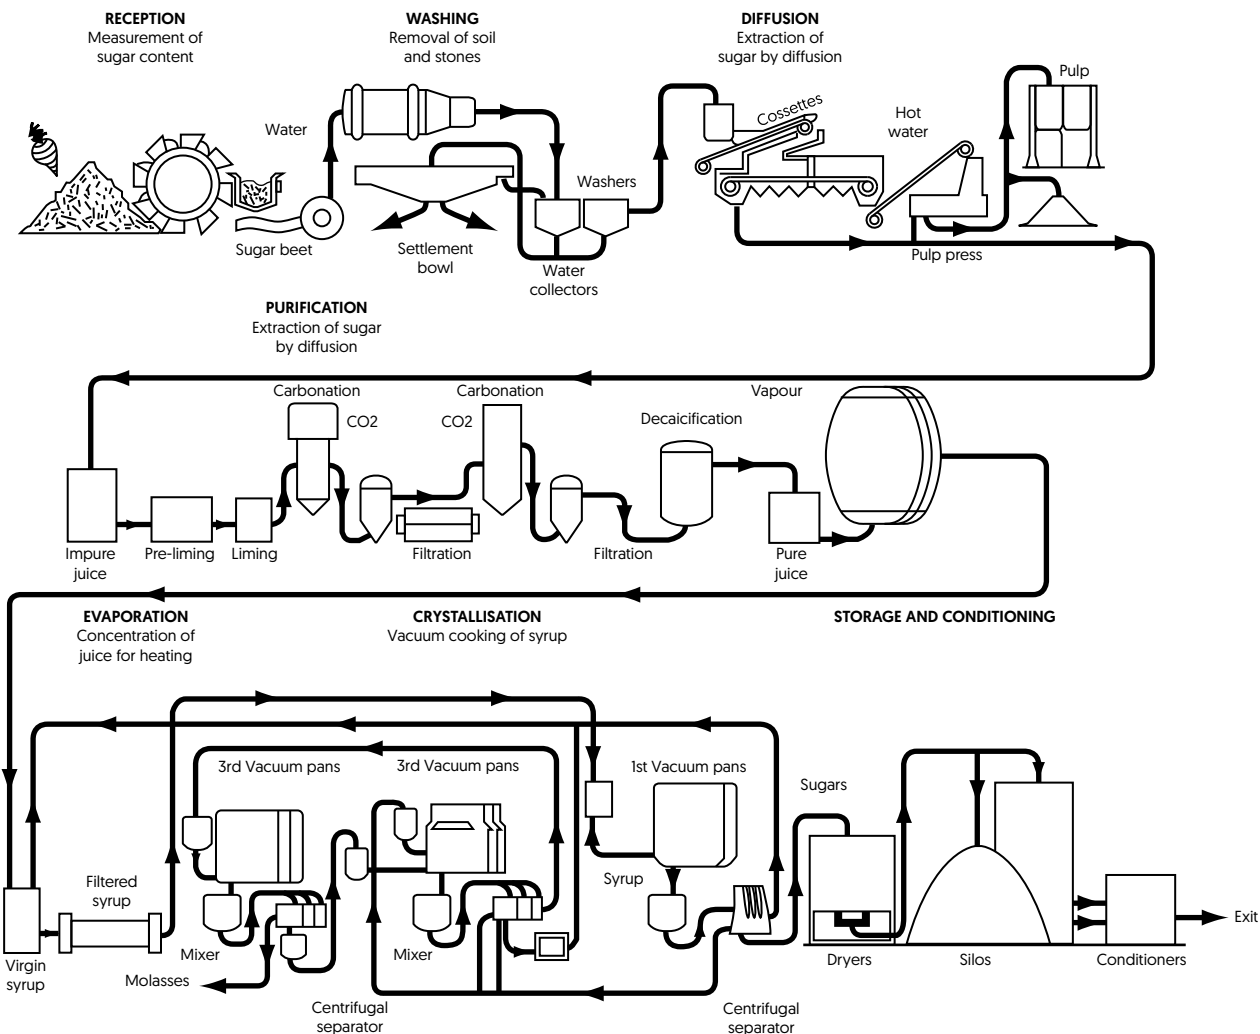 RECEPTION
Measurement of
sugar content
WASHING
Removal of soil
and stones
DIFFUSION
Extraction of
sugar by diffusion
Pulp
Cossettes
Hot
water
Water
Washers
Sugar beet
Settlement
bowl
Water
collectors
Pulp press
PURIFICATION
Extraction of sugar
by diffusion
Carbonation
CO2
Carbonation
CO2
Decaicification
Vapour
Impure
juice
Pre-liming
Liming
Filtration
Filtration
Pure
juice
EVAPORATION
Concentration of
juice for heating
CRYSTALLISATION
Vacuum cooking of syrup
STORAGE AND CONDITIONING
3rd Vacuum pans
3rd Vacuum pans
1st Vacuum pans
Sugars
Filtered
syrup
Syrup
Virgin
syrup
Mixer
Molasses
Mixer
Centrifugal
separator
Centrifugal
separator
Dryers
Silos
Conditioners
Exit